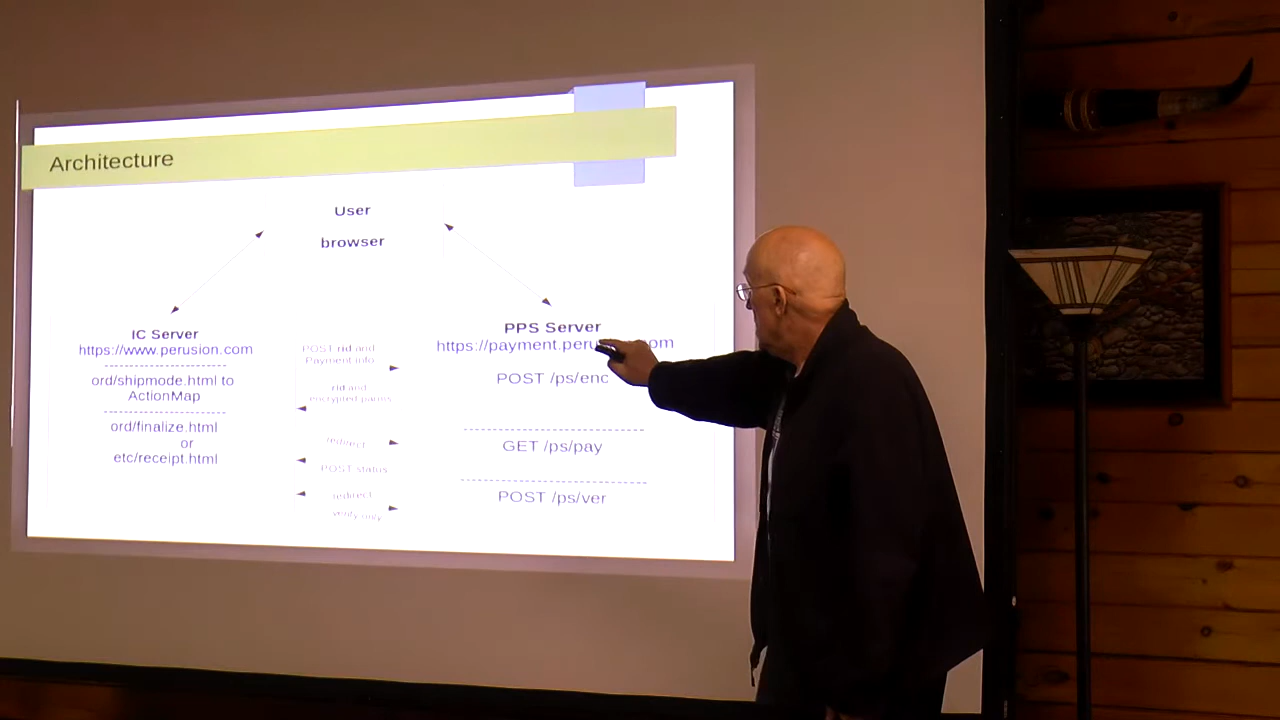 Architecture
User
browser
IC Server
https://www.perusion.com
ord/shipmode.html to
ActionMap
ord/finalize.html
or
etc/receipt.html
POST rid and
Payment info
rid and
encrypted parms
redirect
POST status
redirect
verify only
PPS Server
https://payment.peru om
POST /ps/enc
GET /ps/pay
POST /ps/ver